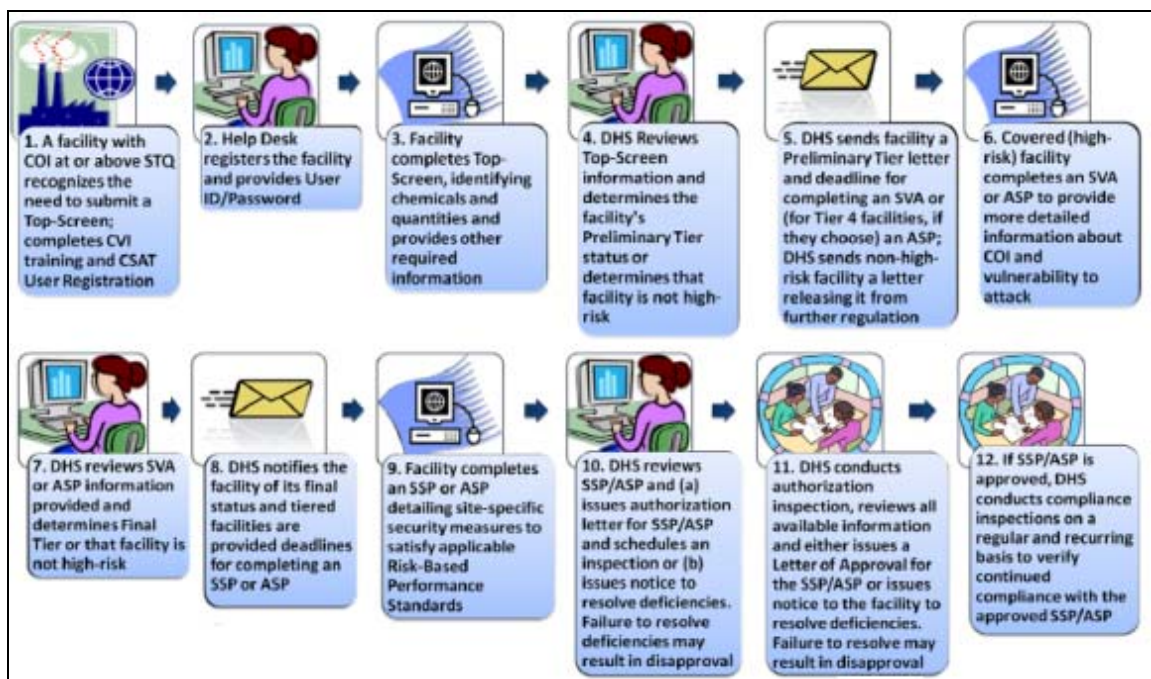 1. A facility with
COI at or above STQ
recognizes the
need to submit a
Top-Screen;
completes CVI
training and CSAT
User Registration
2. Help Desk
registers the facility
and provides User
ID/Password
3. Facility
completes Top-
Screen, identifying
chemicals and
quantities and
provides other
required
information
4. DHS Reviews
Top-Screen
information and
determines the
facility's
Preliminary Tier
status or
determines that
facility is not high-
risk
5. DHS sends facility a
Preliminary Tier letter
and deadline for
completing an SVA or
(for Tier 4 facilities, if
they choose) an ASP;
DHS sends non-high-
risk facility a letter
releasing it from
further regulation
6. Covered (high-
risk) facility
completes an SVA
or ASP to provide
more detailed
information about
COI and
vulnerability to
attack
7. DHS reviews SVA
or ASP information
provided and
determines Final
Tier or that facility is
not high-risk
8. DHS notifies the
facility of its final
status and tiered
facilities are
provided deadlines
for completing an
SSP or ASP
9. Facility completes
an SSP or ASP
detailing site-specific
security measures to
satisfy applicable
Risk-Based
Performance
Standards
10. DHS reviews
SSP/ASP and (a)
issues authorization
letter for SSP/ASP
and schedules an
inspection or (b)
issues notice to
resolve deficiencies.
Failure to resolve
deficiencies may
result in disapproval
11. DHS conducts
authorization
inspection, reviews all
available information
and either issues a
Letter of Approval for
the SSP/ASP or issues
notice to the facility to
resolve deficiencies.
Failure to resolve may
result in disapproval
12. If SSP/ASP is
approved, DHS
conducts compliance
inspections on a
regular and recurring
basis to verify
continued
compliance with the
approved SSP/ASP